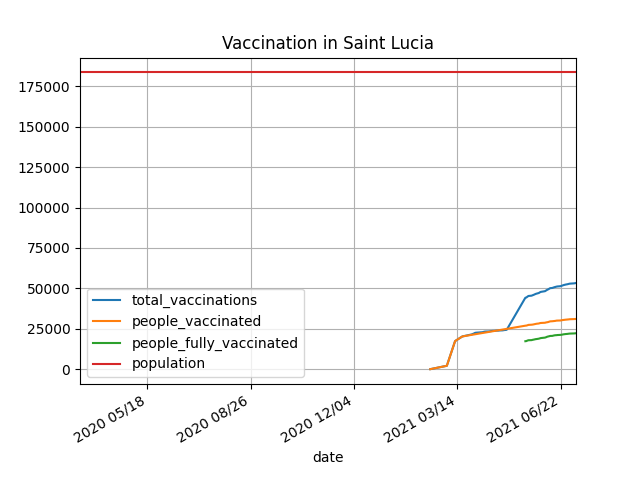 Vaccination in Saint Lucia
175000
150000
125000
100000
75000
50000
25000
0
total_vaccinations
people_vaccinated
people_fully_vaccinated
population
2020 05/18
2020 08/26
2020 12/04
2021 03/14
2021 06/22
date